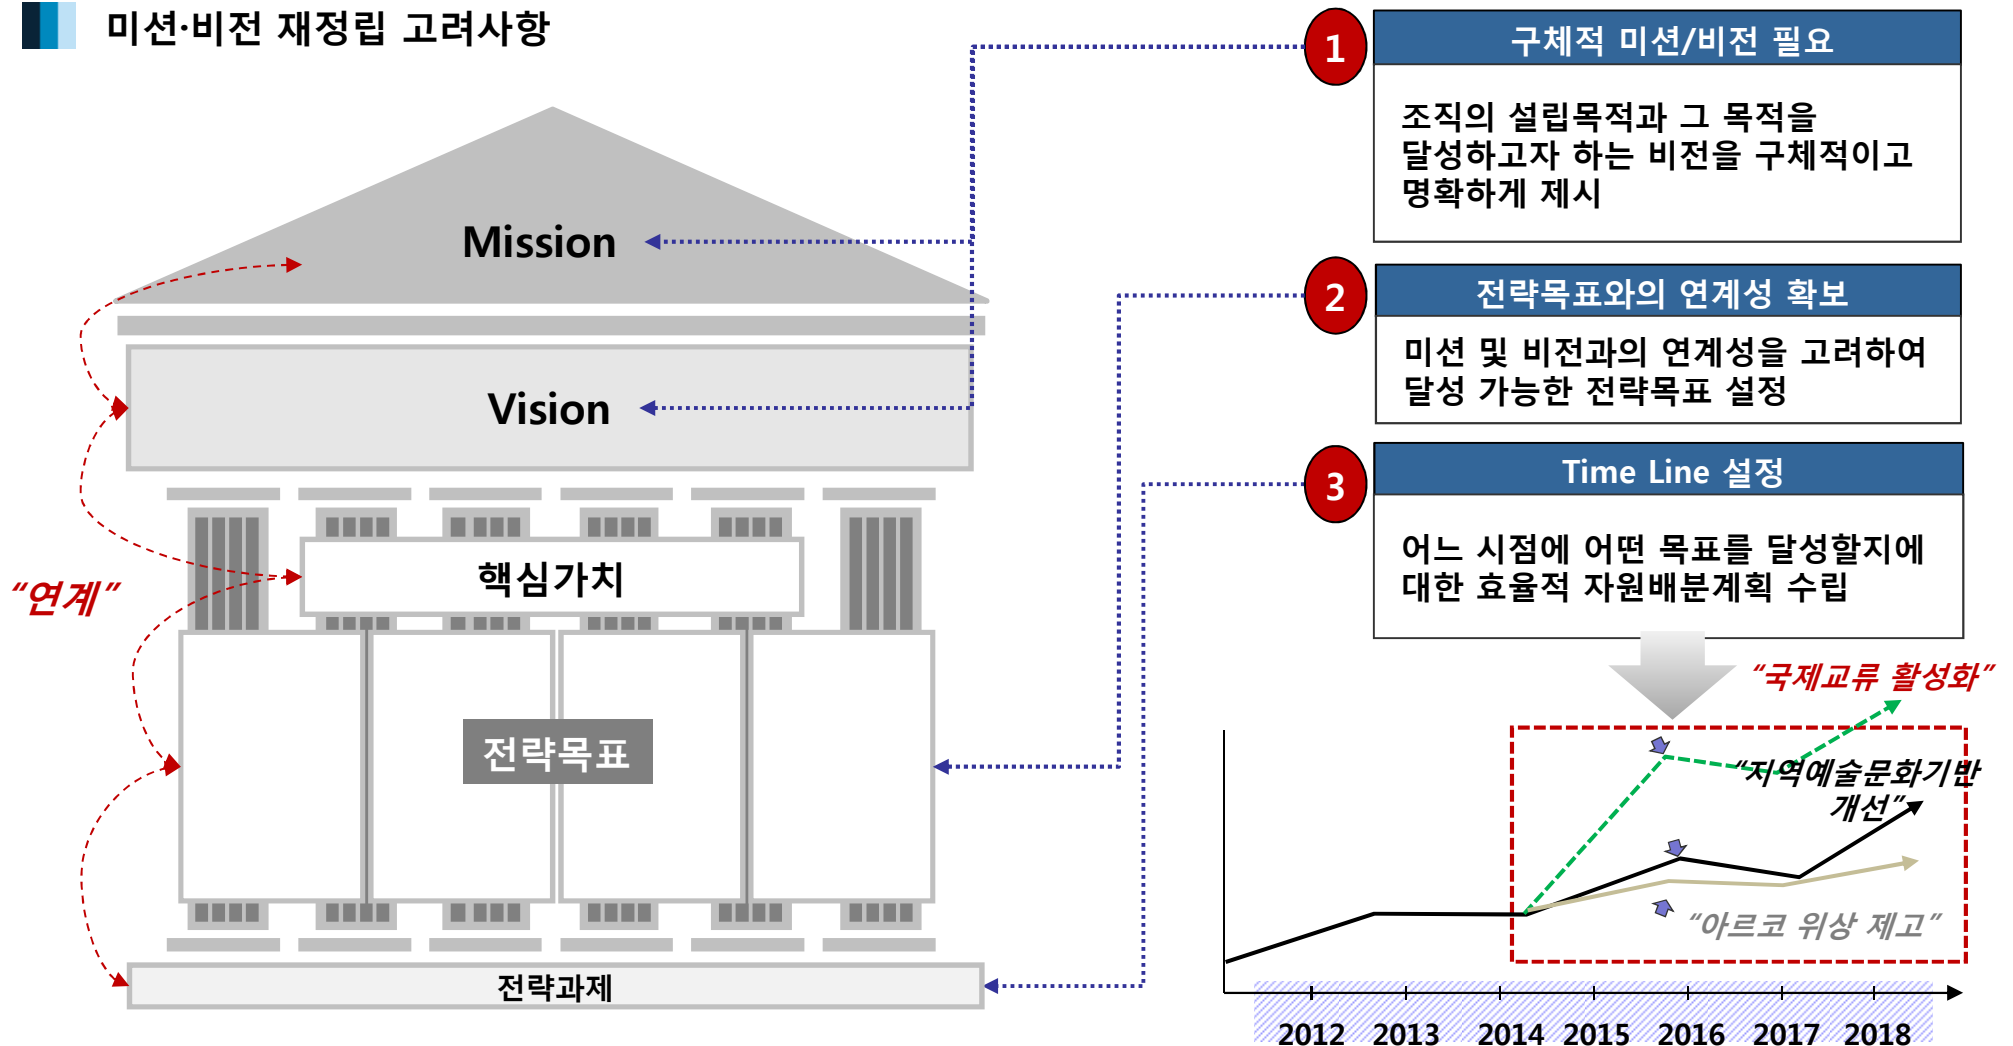 미션·비전 재정립 고려사항
Mission
Vision
핵심가치
"연계"
전략목표
전략과제
1
구체적 미션/비전 필요
조직의 설립목적과 그 목적을
달성하고자 하는 비전을 구체적이고
명확하게 제시
2
전략목표와의 연계성 확보
미션 및 비전과의 연계성을 고려하여
달성 가능한 전략목표 설정
3
Time Line 설정
어느 시점에 어떤 목표를 달성할지에
대한 효율적 자원배분계획 수립
"국제교류 활성화"
"지역예술문화기반
개선"
"아르코 위상 제고"
2012 2013 2014 2015 2016 2017 2018